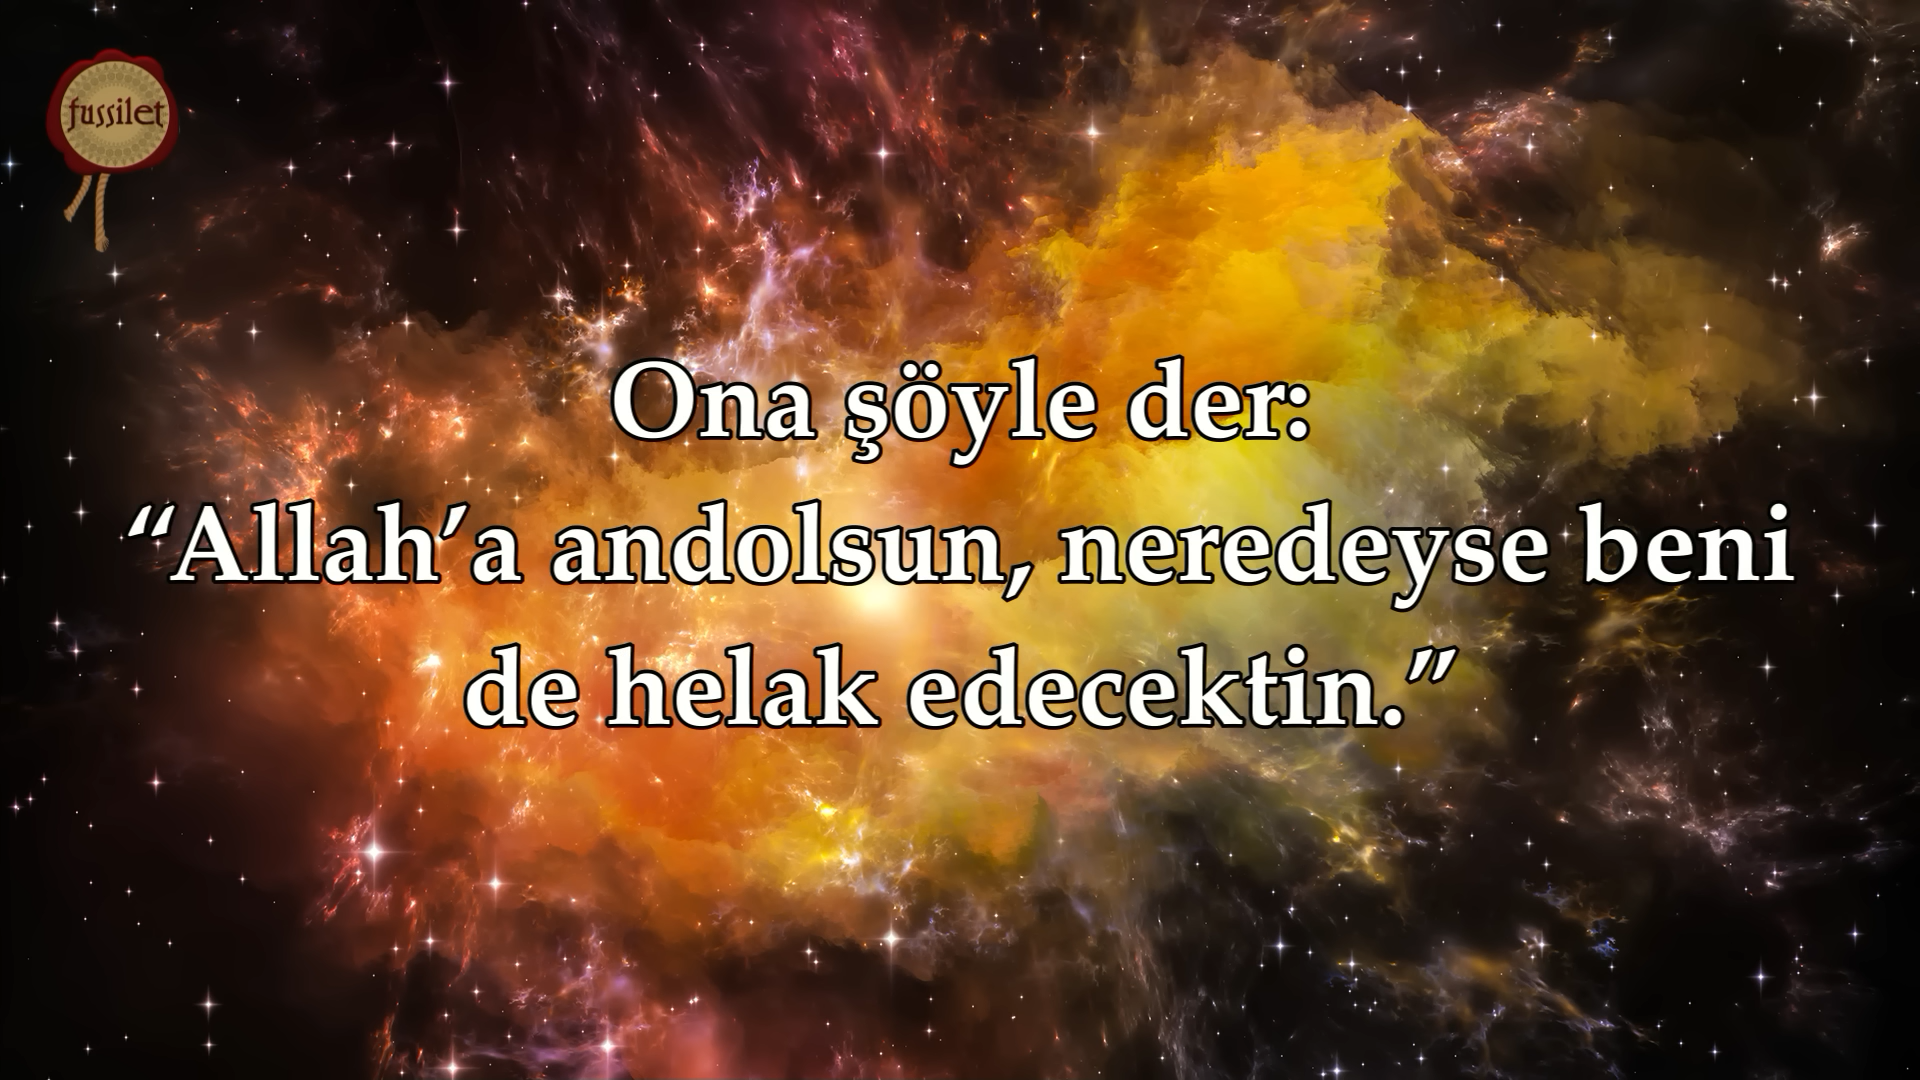 fussilet
Ona şöyle der:
“Allah’a andolsun, neredeyse beni
de helak edecektin.”